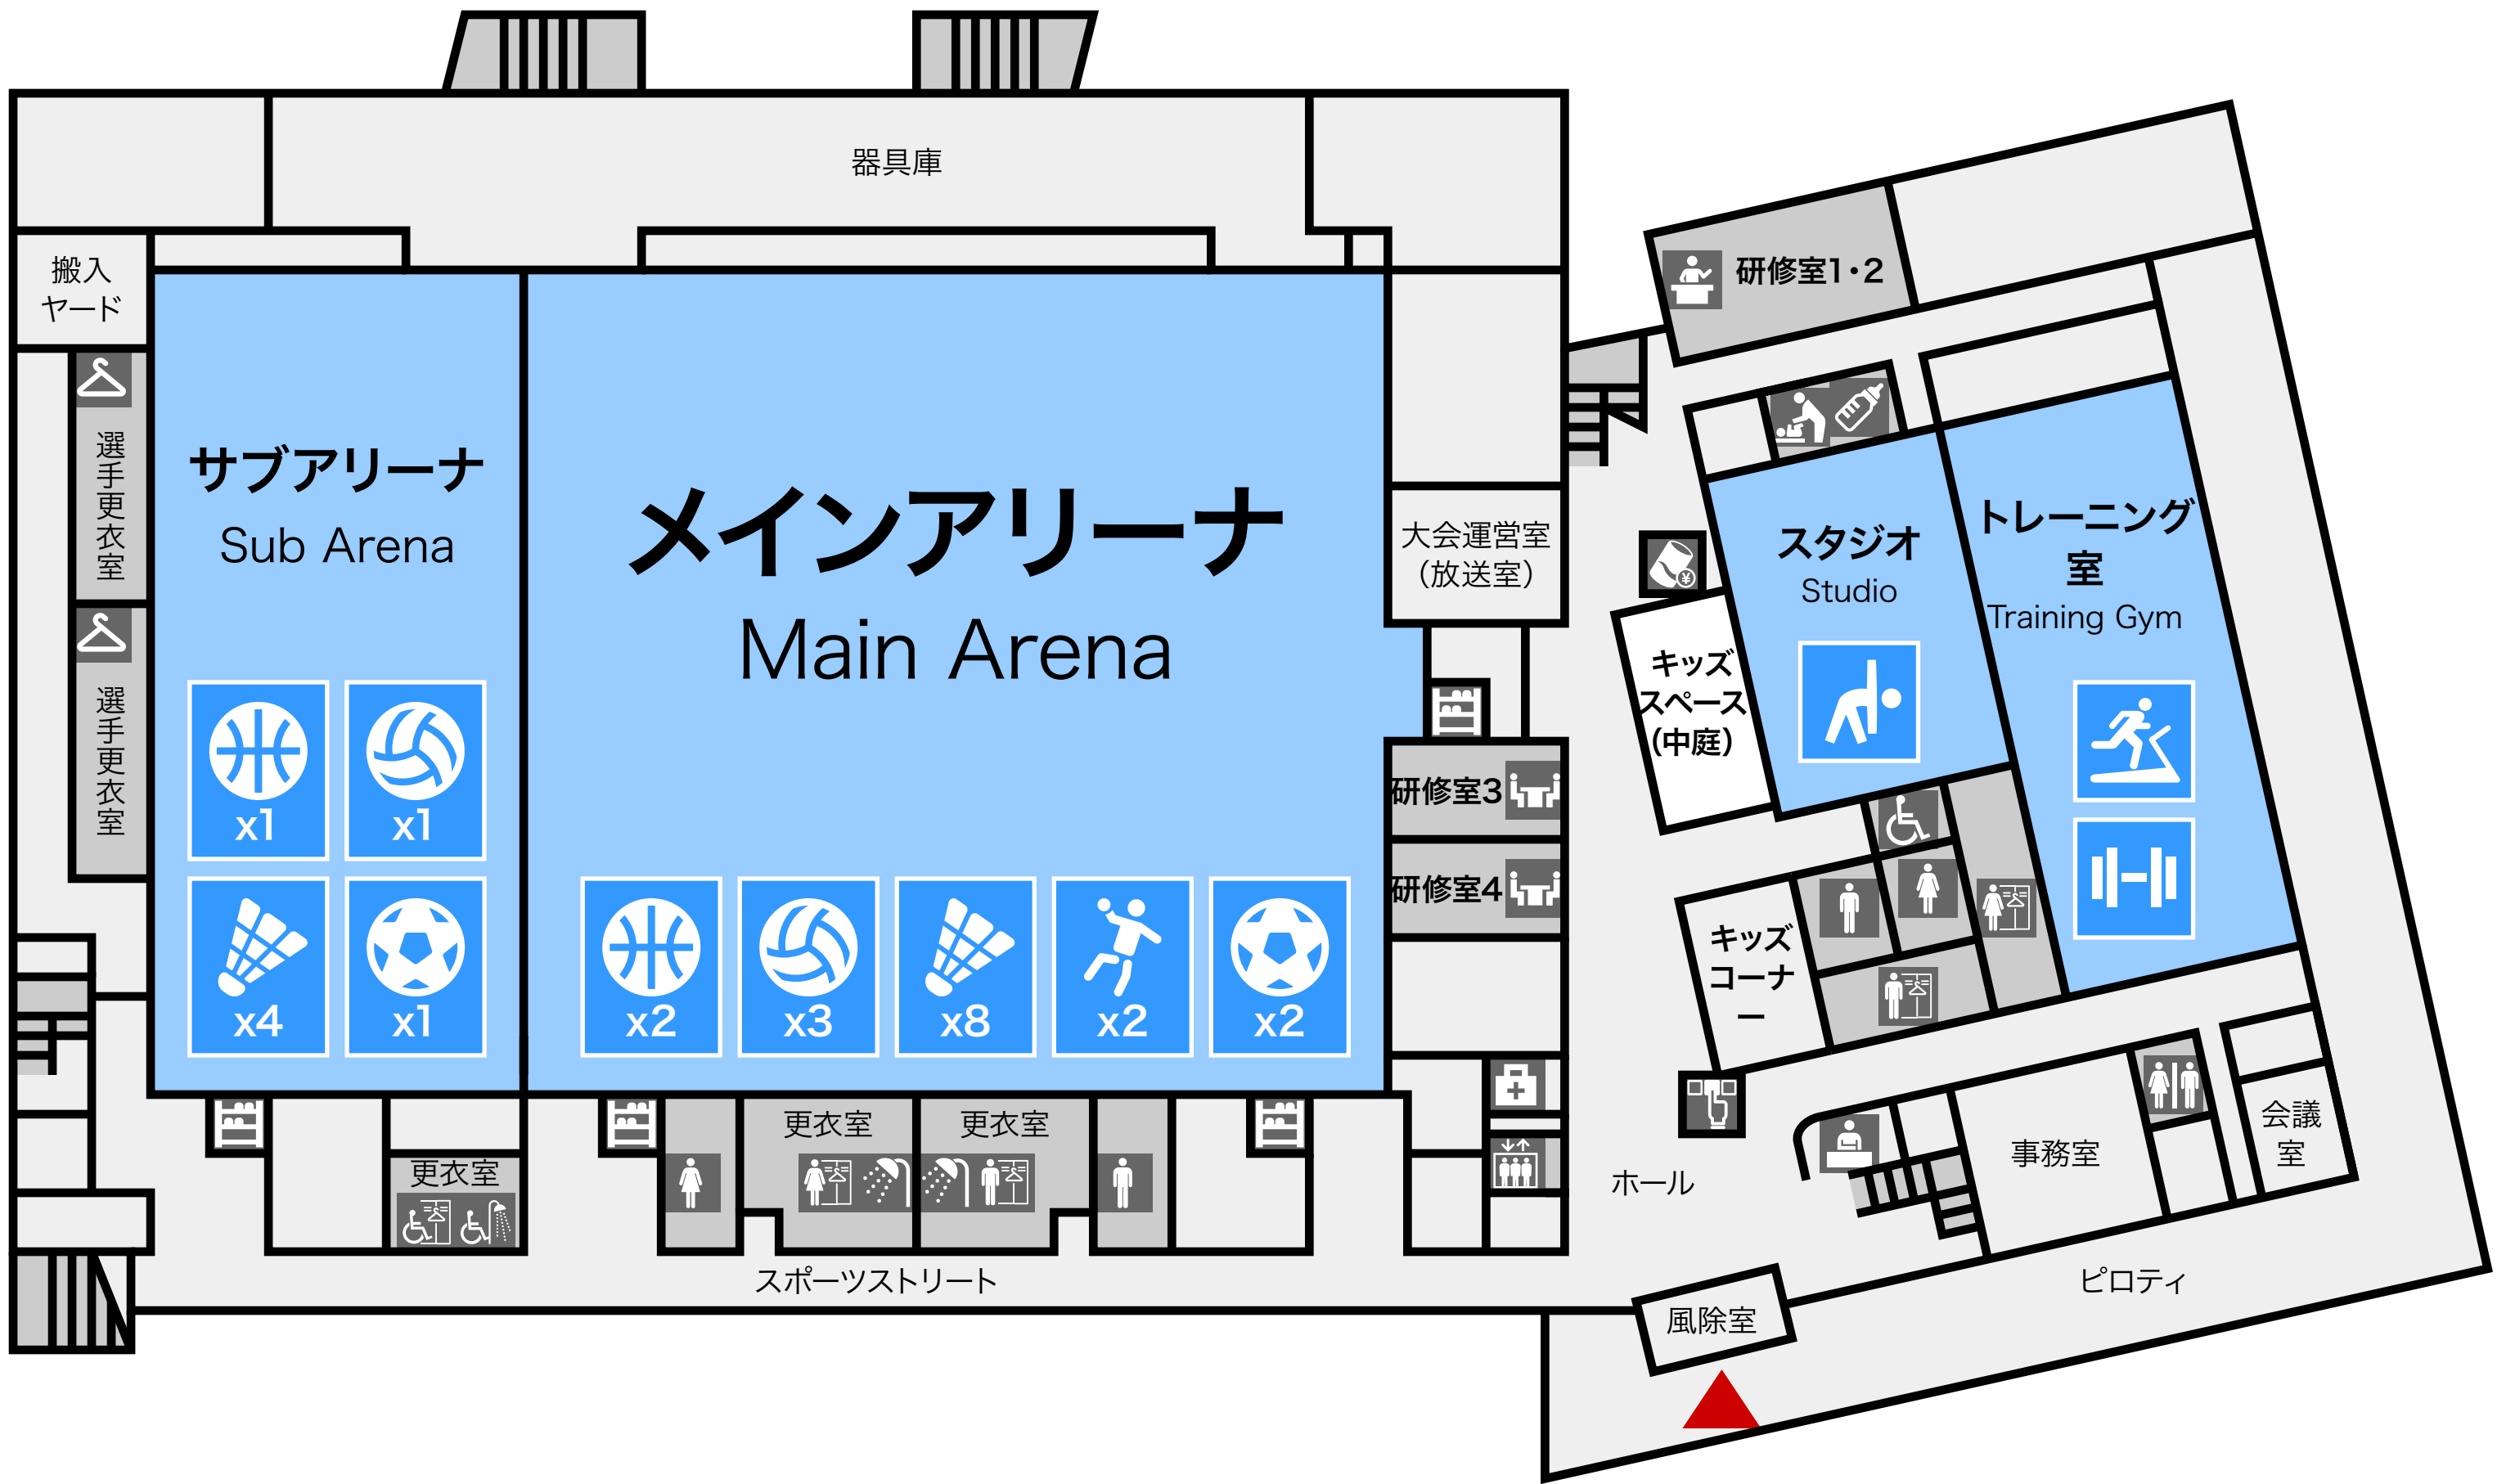 器具庫
搬入
ヤード
研修室1・2
選手更衣室
サブアリーナ
Sub Arena
メインアリーナ
Main Arena
大会運営室
（放送室）
スタジオ
Studio
トレーニング
室
Training Gym
¥
キッズ
スペース
（中庭）
選手更衣室
x1
x1
研修室3
研修室4
x4
x1
x2
x3
x8
x2
x2
キッズ
コーナ
ー
更衣室
更衣室
更衣室
会議
室
事務室
ホール
スポーツストリート
ピロティ
風除室